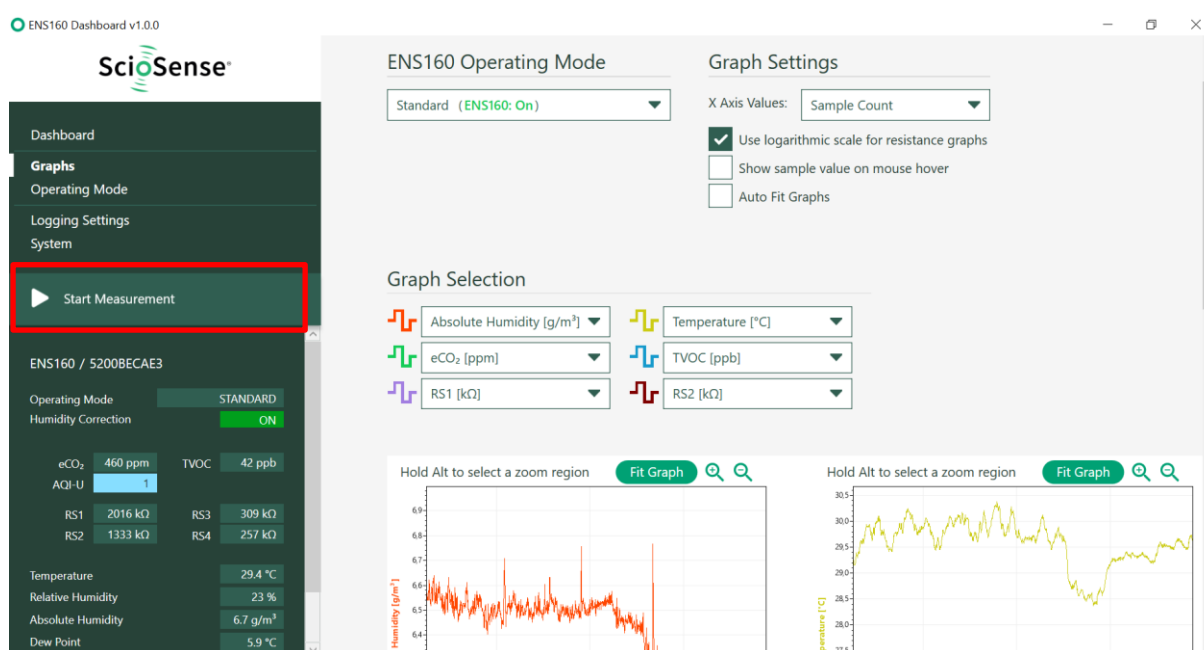 ENS160 Dashboard v1.0.0
ScioSense
Dashboard
Graphs
Operating Mode
Logging Settings
System
Start Measurement
ENS160 / 5200BECAE3
Operating Mode STANDARD
Humidity Correction ON
eCO₂ 460 ppm TVOC 42 ppb
AQI-U 1
RS1 2016 kΩ RS3 309 kΩ
RS2 1333 kΩ RS4 257 kΩ
Temperature 29.4 °C
Relative Humidity 23 %
Absolute Humidity 6.7 g/m³
Dew Point 5.9 °C
ENS160 Operating Mode
Standard (ENS160: On)
Graph Settings
X Axis Values: Sample Count
Use logarithmic scale for resistance graphs
Show sample value on mouse hover
Auto Fit Graphs
Graph Selection
Absolute Humidity [g/m³] Temperature [°C]
eCO₂ [ppm] TVOC [ppb]
RS1 [kΩ] RS2 [kΩ]
Hold Alt to select a zoom region Fit Graph
6,9
6,8
6,7
6,6
6,5
6,4
Humidity [g/m³]
Hold Alt to select a zoom region Fit Graph
30,5
30,0
29,5
29,0
28,5
28,0
27,5
perature [°C]